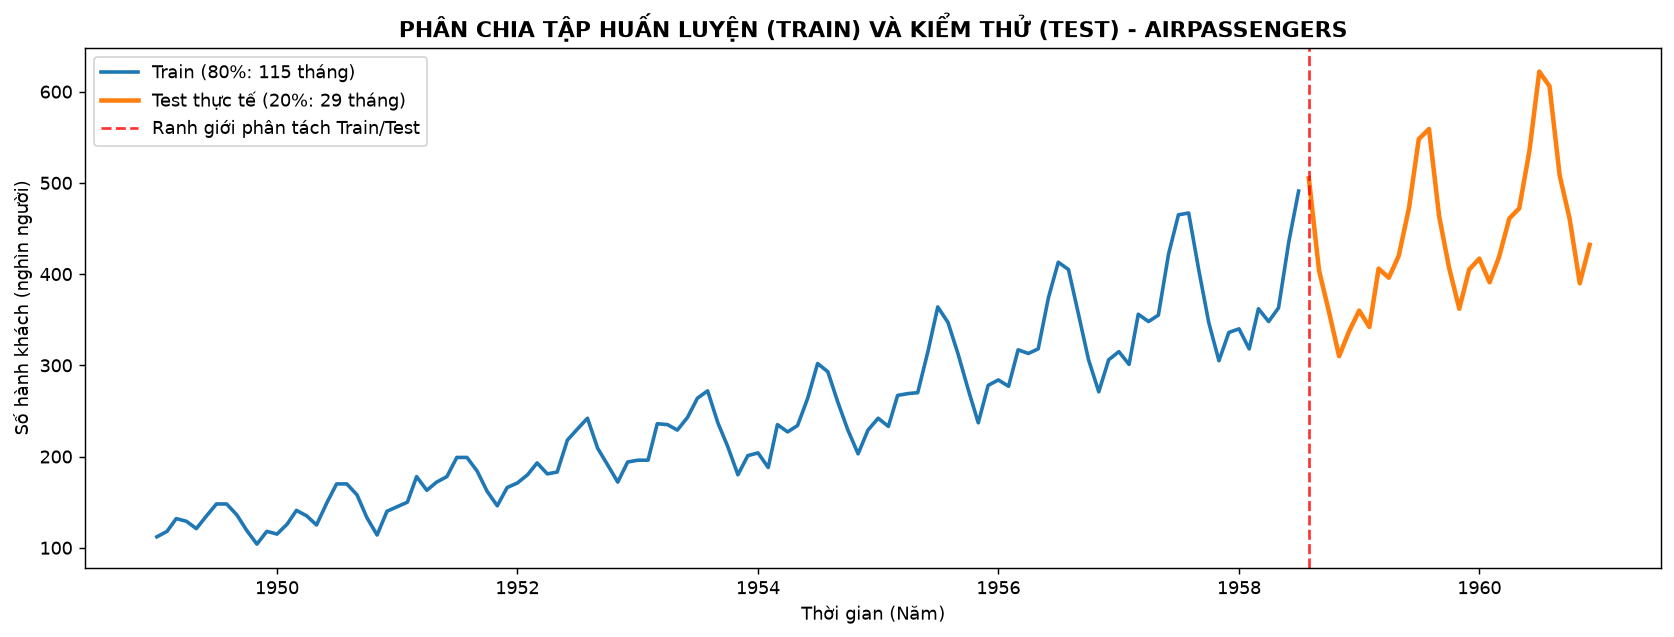 PHÂN CHIA TẬP HUẤN LUYỆN (TRAIN) VÀ KIỂM THỬ (TEST) - AIRPASSENGERS
Train (80%: 115 tháng)
Test thực tế (20%: 29 tháng)
Ranh giới phân tách Train/Test
Số hành khách (nghìn người)
600
500
400
300
200
100
1950
1952
1954
1956
1958
1960
Thời gian (Năm)